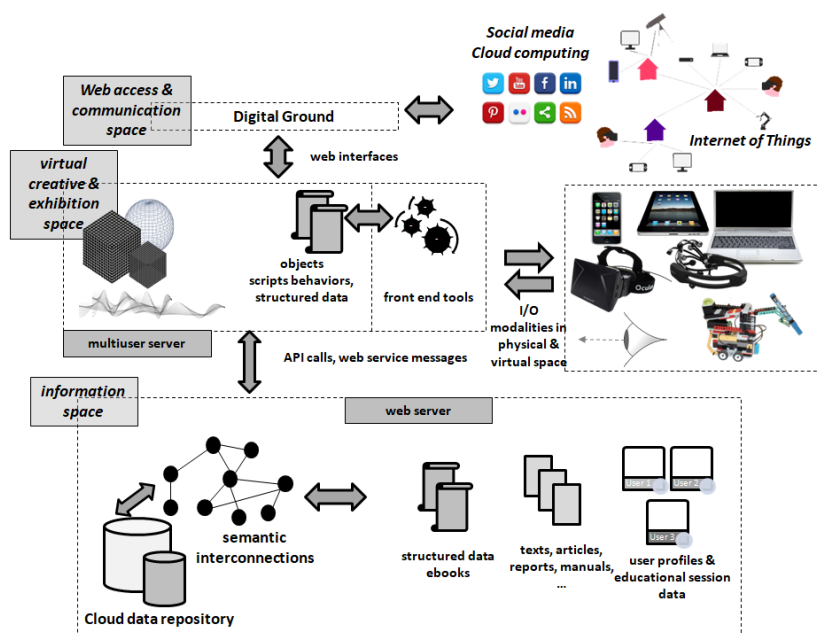 Social media
Cloud computing
You
Tube
Internet of Things
Web access &
communication
space
Digital Ground
web interfaces
virtual
creative &
exhibition
space
objects
scripts behaviors,
structured data
front end tools
multiuser server
I/O
modalities in
physical &
virtual space
API calls, web service messages
information
space
web server
semantic
interconnections
Cloud data repository
structured data
ebooks
texts, articles,
reports, manuals,
...
User 1
User 2
User 3
user profiles &
educational session
data